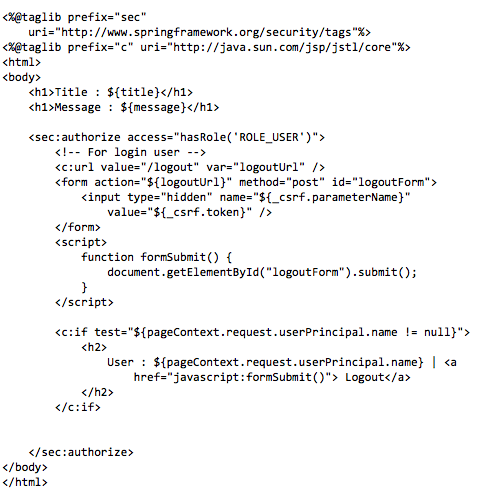 <%@taglib prefix="sec"
    uri="http://www.springframework.org/security/tags"%>
<%@taglib prefix="c" uri="http://java.sun.com/jsp/jstl/core"%>
<html>
<body>
    <h1>Title : ${title}</h1>
    <h1>Message : ${message}</h1>

    <sec:authorize access="hasRole('ROLE_USER')">
        <!-- For login user -->
        <c:url value="/logout" var="logoutUrl" />
        <form action="${logoutUrl}" method="post" id="logoutForm">
            <input type="hidden" name="${_csrf.parameterName}"
                value="${_csrf.token}" />
        </form>
        <script>
            function formSubmit() {
                document.getElementById("logoutForm").submit();
            }
        </script>

        <c:if test="${pageContext.request.userPrincipal.name != null}">
            <h2>
                User : ${pageContext.request.userPrincipal.name} | <a
                    href="javascript:formSubmit()"> Logout</a>
            </h2>
        </c:if>


    </sec:authorize>
</body>
</html>